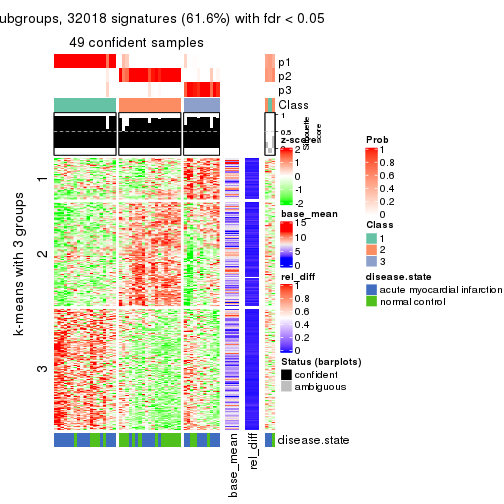 ubgroups, 32018 signatures (61.6%) with fdr < 0.05
49 confident samples
p1
p2
p3
Class
1
0.5
0
Silhouette
score
k-means with 3 groups
1
2
3
z-score
2
1
0
-1
-2
base_mean
15
10
5
0
rel_diff
1
0.8
0.6
0.4
0.2
0
Status (barplots)
confident
ambiguous
Prob
1
0.8
0.6
0.4
0.2
0
Class
1
2
3
disease.state
acute myocardial infarction
normal control
disease.state
base_mean
rel_diff